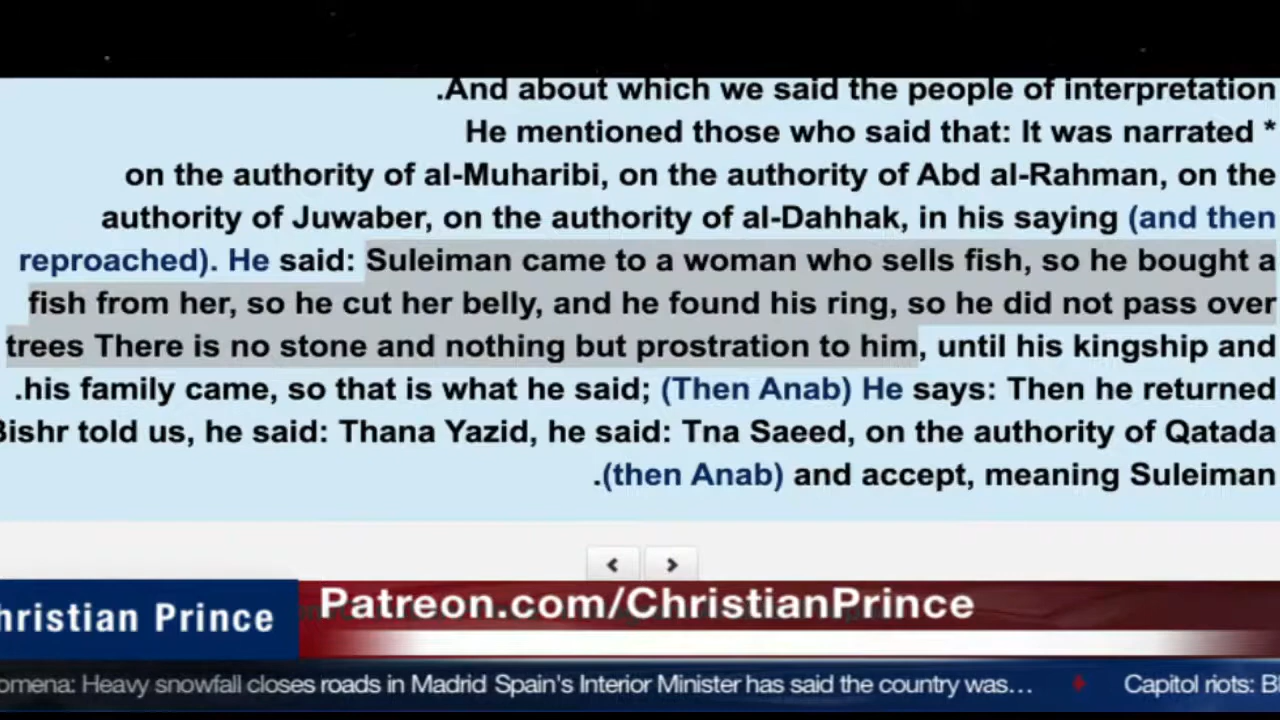 .And about which we said the people of interpretation
He mentioned those who said that: It was narrated *
on the authority of al-Muharibi, on the authority of Abd al-Rahman, on the
authority of Juwaber, on the authority of al-Dahhak, in his saying (and then
reproached). He said: Suleiman came to a woman who sells fish, so he bought a
fish from her, so he cut her belly, and he found his ring, so he did not pass over
trees There is no stone and nothing but prostration to him, until his kingship and
.his family came, so that is what he said; (Then Anab) He says: Then he returned
Bishr told us, he said: Thana Yazid, he said: Tna Saeed, on the authority of Qatada
.(then Anab) and accept, meaning Suleiman
hristian Prince
Patreon.com/ChristianPrince
omena: Heavy snowfall closes roads in Madrid Spain's Interior Minister has said the country was... Capitol riots: